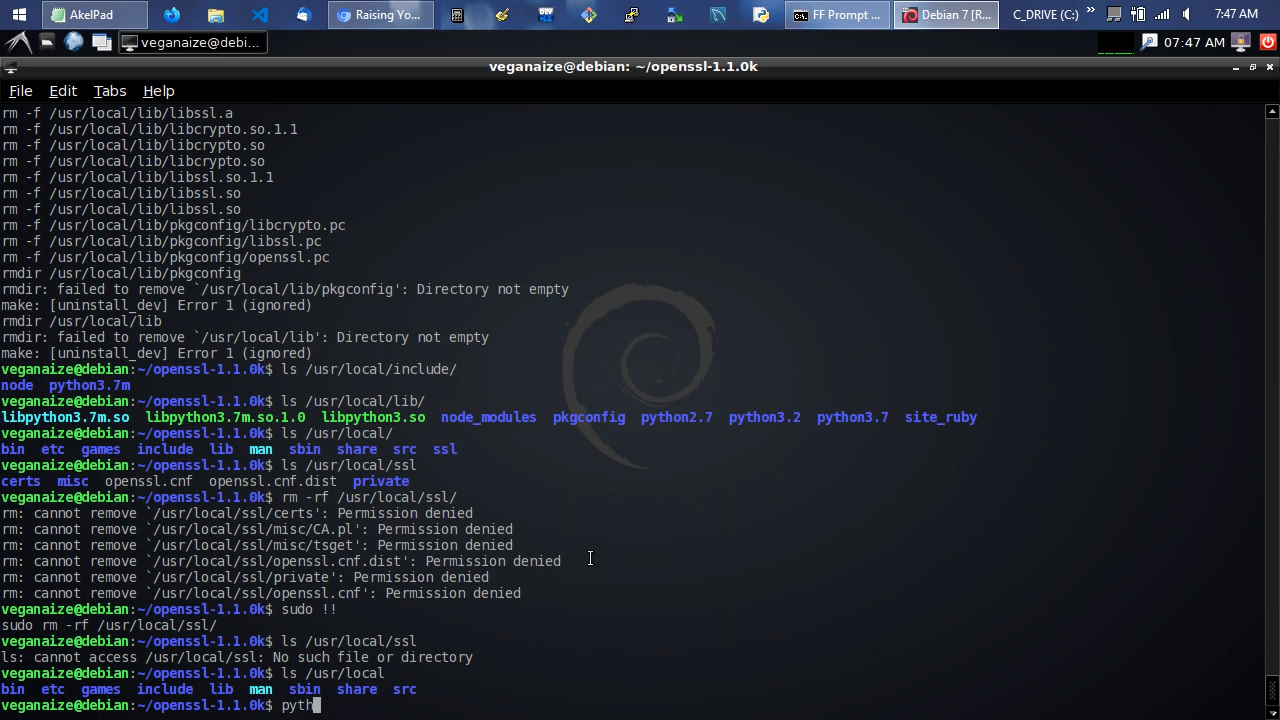 AkelPad
Raising Yo...
FF Prompt ...
Debian 7 [R...
C_DRIVE (C:)
7:47 AM
veganaize@debi...
07:47 AM
veganaize@debian: ~/openssl-1.1.0k
File Edit Tabs Help
rm -f /usr/local/lib/libssl.a
rm -f /usr/local/lib/libcrypto.so.1.1
rm -f /usr/local/lib/libcrypto.so
rm -f /usr/local/lib/libcrypto.so
rm -f /usr/local/lib/libssl.so.1.1
rm -f /usr/local/lib/libssl.so
rm -f /usr/local/lib/libssl.so
rm -f /usr/local/lib/pkgconfig/libcrypto.pc
rm -f /usr/local/lib/pkgconfig/libssl.pc
rm -f /usr/local/lib/pkgconfig/openssl.pc
rmdir /usr/local/lib/pkgconfig
rmdir: failed to remove `/usr/local/lib/pkgconfig': Directory not empty
make: [uninstall_dev] Error 1 (ignored)
rmdir /usr/local/lib
rmdir: failed to remove `/usr/local/lib': Directory not empty
make: [uninstall_dev] Error 1 (ignored)
veganaize@debian:~/openssl-1.1.0k$ ls /usr/local/include/
node python3.7m
veganaize@debian:~/openssl-1.1.0k$ ls /usr/local/lib/
libpython3.7m.so libpython3.7m.so.1.0 libpython3.so node_modules pkgconfig python2.7 python3.2 python3.7 site_ruby
veganaize@debian:~/openssl-1.1.0k$ ls /usr/local/
bin etc games include lib man sbin share src ssl
veganaize@debian:~/openssl-1.1.0k$ ls /usr/local/ssl
certs misc openssl.cnf openssl.cnf.dist private
veganaize@debian:~/openssl-1.1.0k$ rm -rf /usr/local/ssl/
rm: cannot remove `/usr/local/ssl/certs': Permission denied
rm: cannot remove `/usr/local/ssl/misc/CA.pl': Permission denied
rm: cannot remove `/usr/local/ssl/misc/tsget': Permission denied
rm: cannot remove `/usr/local/ssl/openssl.cnf.dist': Permission denied
rm: cannot remove `/usr/local/ssl/private': Permission denied
rm: cannot remove `/usr/local/ssl/openssl.cnf': Permission denied
veganaize@debian:~/openssl-1.1.0k$ sudo !!
sudo rm -rf /usr/local/ssl/
veganaize@debian:~/openssl-1.1.0k$ ls /usr/local/ssl
ls: cannot access /usr/local/ssl: No such file or directory
veganaize@debian:~/openssl-1.1.0k$ ls /usr/local
bin etc games include lib man sbin share src
veganaize@debian:~/openssl-1.1.0k$ pyth